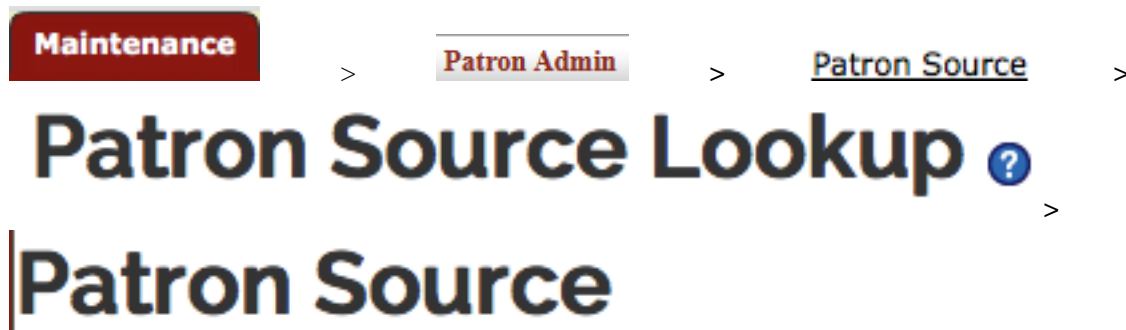 Maintenance > Patron Admin > Patron Source >
Patron Source Lookup ? >
Patron Source